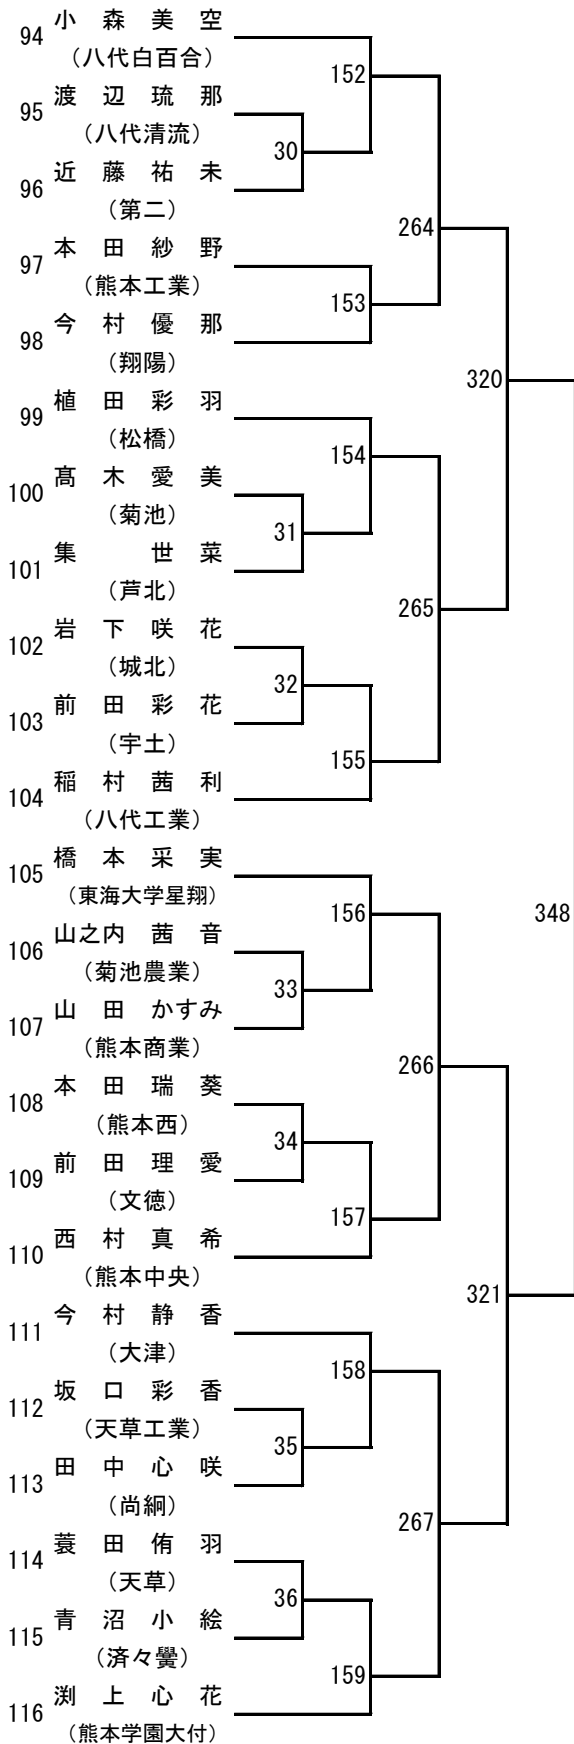 94 小 森 美 空
（八代白百合）
152
95 渡 辺 琉 那
（八代清流）
30
96 近 藤 祐 未
（第二）
264
97 本 田 紗 野
（熊本工業）
153
98 今 村 優 那
（翔陽）
320
99 植 田 彩 羽
（松橋）
154
100 髙 木 愛 美
（菊池）
31
101 集 世 菜
（芦北）
265
102 岩 下 咲 花
（城北）
32
103 前 田 彩 花
（宇土）
155
104 稲 村 茜 利
（八代工業）
105 橋 本 采 実
（東海大学星翔）
156
348
106 山之内 茜 音
（菊池農業）
33
107 山 田 かすみ
（熊本商業）
266
108 本 田 瑞 葵
（熊本西）
34
109 前 田 理 愛
（文徳）
157
110 西 村 真 希
（熊本中央）
321
111 今 村 静 香
（大津）
158
112 坂 口 彩 香
（天草工業）
35
113 田 中 心 咲
（尚絅）
267
114 蓑 田 侑 羽
（天草）
36
115 青 沼 小 絵
（済々黌）
159
116 渕 上 心 花
（熊本学園大付）